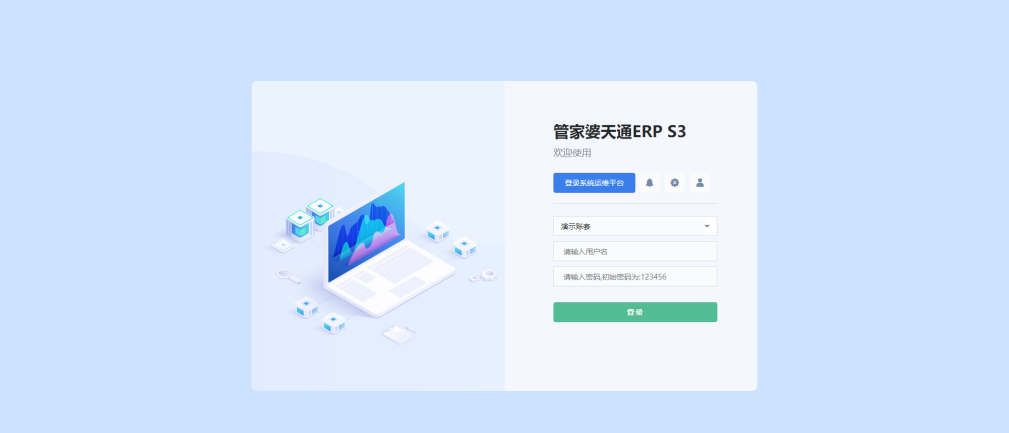 管家婆天通ERP S3
欢迎使用
登录系统运维平台
演示账套
请输入用户名
请输入密码,初始密码为:123456
登录